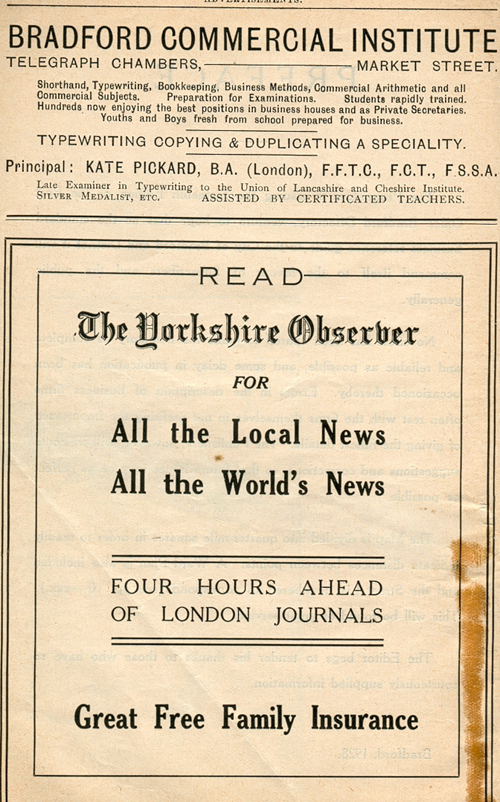 ADVERTISEMENTS.
BRADFORD COMMERCIAL INSTITUTE
TELEGRAPH CHAMBERS, MARKET STREET.
Shorthand, Typewriting, Bookkeeping, Business Methods, Commercial Arithmetic and all
Commercial Subjects. Preparation for Examinations. Students rapidly trained.
Hundreds now enjoying the best positions in business houses and as Private Secretaries.
Youths and Boys fresh from school prepared for business.
TYPEWRITING COPYING & DUPLICATING A SPECIALITY.
Principal: KATE PICKARD, B.A. (London), F.F.T.C., F.C.T., F.S.S.A.
Late Examiner in Typewriting to the Union of Lancashire and Cheshire Institute.
SILVER MEDALIST, ETC. ASSISTED BY CERTIFICATED TEACHERS.
READ
The Yorkshire Observer
FOR
All the Local News
All the World's News
FOUR HOURS AHEAD
OF LONDON JOURNALS
Great Free Family Insurance